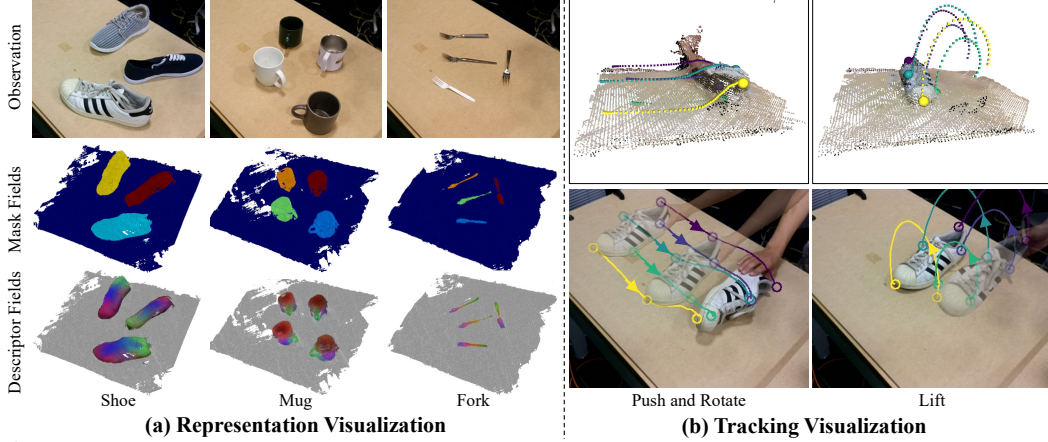 Observation
Mask Fields
Descriptor Fields
Shoe
Mug
Fork
(a) Representation Visualization
Push and Rotate
Lift
(b) Tracking Visualization